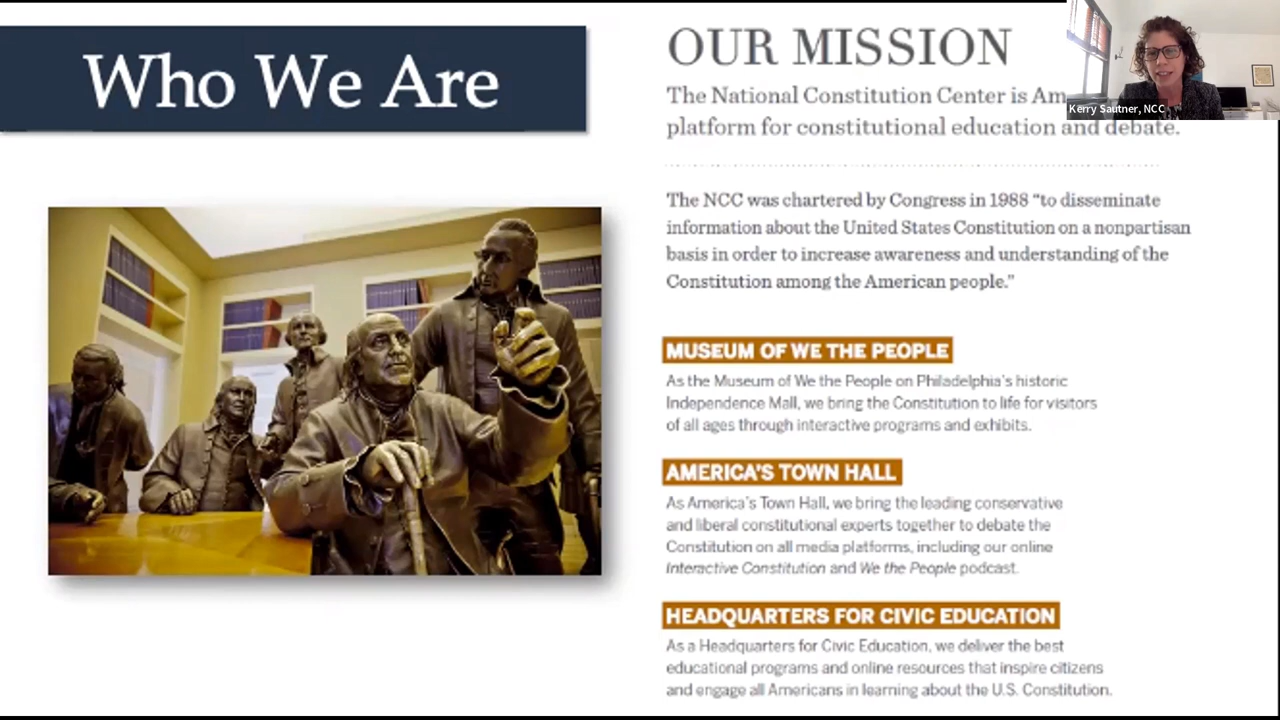 Who We Are
OUR MISSION
The National Constitution Center is Am
platform for constitutional education and debate.
The NCC was chartered by Congress in 1988 “to disseminate
information about the United States Constitution on a nonpartisan
basis in order to increase awareness and understanding of the
Constitution among the American people.”
MUSEUM OF WE THE PEOPLE
As the Museum of We the People on Philadelphia’s historic
Independence Mall, we bring the Constitution to life for visitors
of all ages through interactive programs and exhibits.
AMERICA’S TOWN HALL
As America’s Town Hall, we bring the leading conservative
and liberal constitutional experts together to debate the
Constitution on all media platforms, including our online
Interactive Constitution and We the People podcast.
HEADQUARTERS FOR CIVIC EDUCATION
As a Headquarters for Civic Education, we deliver the best
educational programs and online resources that inspire citizens
and engage all Americans in learning about the U.S. Constitution.
Kerry Sautner, NCC